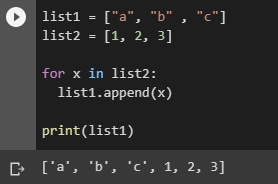 list1 = ["a", "b" , "c"]
list2 = [1, 2, 3]
for x in list2:
  list1.append(x)
print(list1)
['a', 'b', 'c', 1, 2, 3]